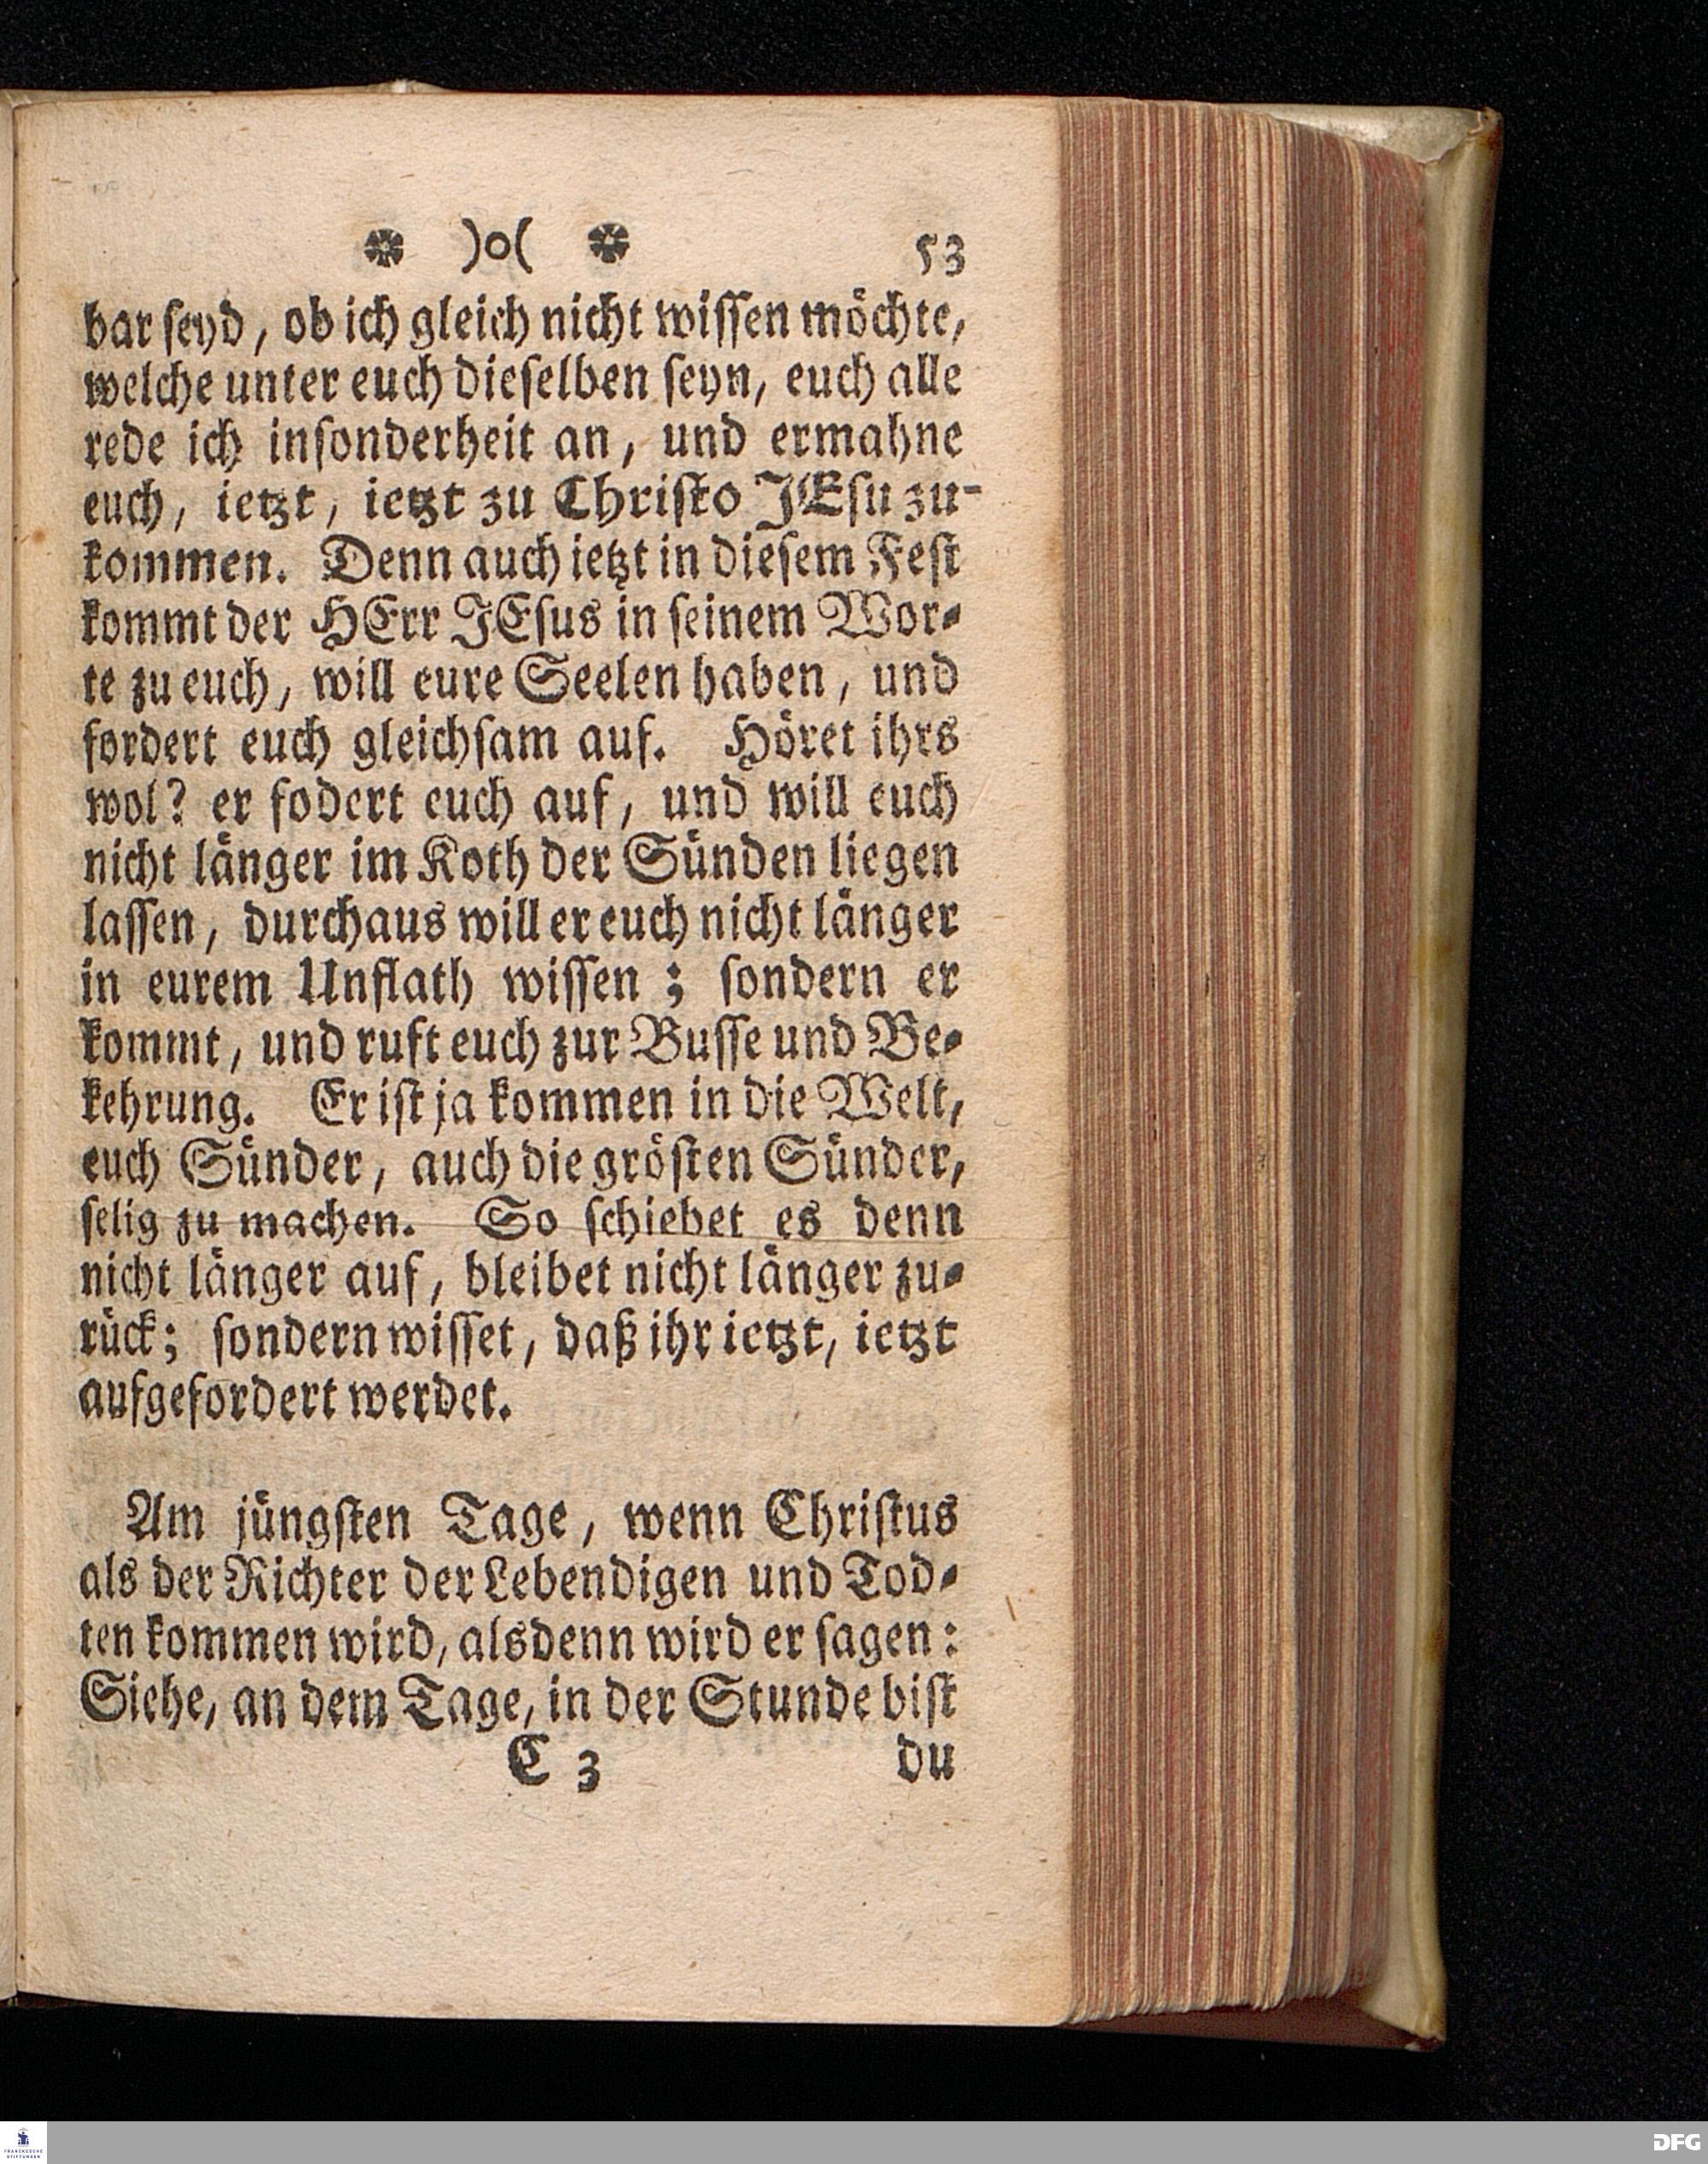 * )o( * 53
bar ſeyd, ob ich gleich nicht wiſſen möchte,
welche unter euch dieſelben ſeyn, euch alle
rede ich inſonderheit an, und ermahne
euch, ietzt, ietzt zu Chriſto JEſu zu-
kommen. Denn auch ietzt in dieſem Feſt
kommt der HErr JEſus in ſeinem Wor-
te zu euch, will eure Seelen haben, und
fordert euch gleichſam auf. Höret ihrs
wol? er fodert euch auf, und will euch
nicht länger im Koth der Sünden liegen
laſſen, durchaus will er euch nicht länger
in eurem Unflath wiſſen; ſondern er
kommt, und ruft euch zur Buſſe und Be-
kehrung. Er iſt ja kommen in die Welt,
euch Sünder, auch die gröſten Sünder,
ſelig zu machen. So ſchiebet es denn
nicht länger auf, bleibet nicht länger zu-
rück; ſondern wiſſet, daß ihr ietzt, ietzt
aufgefordert werdet.
Am jüngſten Tage, wenn Chriſtus
als der Richter der Lebendigen und Tod-
ten kommen wird, alsdenn wird er ſagen:
Siehe, an dem Tage, in der Stunde biſt
C 3 du
FRANCKESCHE
STIFTUNGEN
DFG